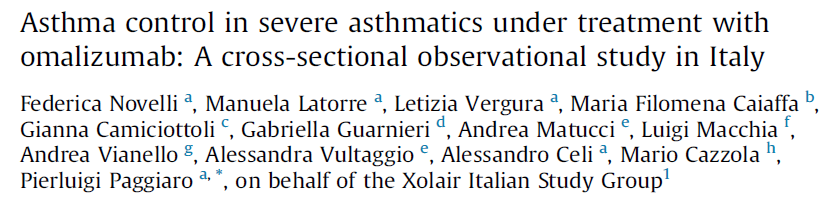 Asthma control in severe asthmatics under treatment with
omalizumab: A cross-sectional observational study in Italy
Federica Novelli a, Manuela Latorre a, Letizia Vergura a, Maria Filomena Caiaffa b,
Gianna Camiciottoli c, Gabriella Guarnieri d, Andrea Matucci e, Luigi Macchia f,
Andrea Vianello g, Alessandra Vultaggio e, Alessandro Celi a, Mario Cazzola h,
Pierluigi Paggiaro a, *, on behalf of the Xolair Italian Study Group1